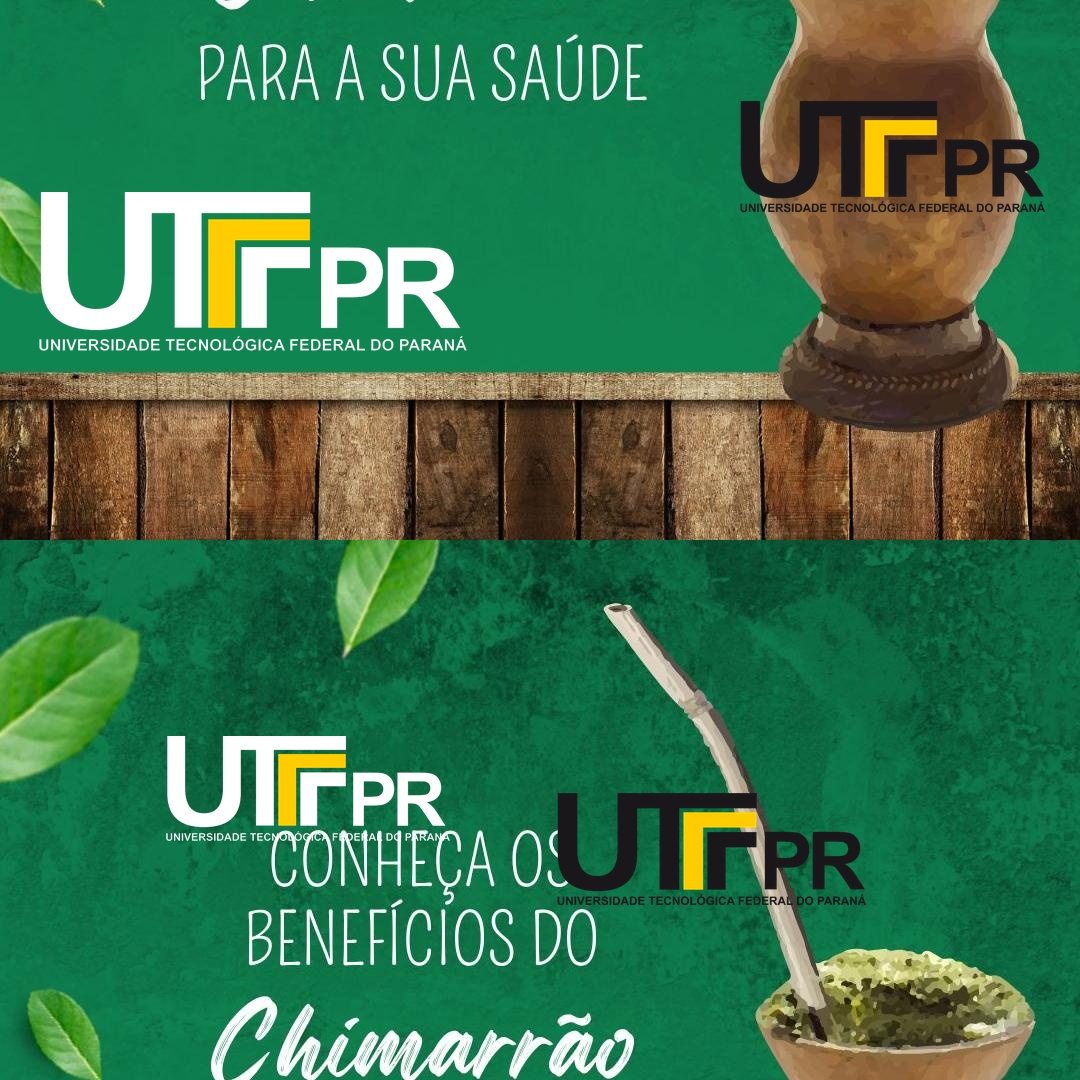 PARA A SUA SAÚDE
UTFPR
UNIVERSIDADE TECNOLÓGICA FEDERAL DO PARANÁ
UTFPR
UNIVERSIDADE TECNOLÓGICA FEDERAL DO PARANÁ
UTFPR
UNIVERSIDADE TECNOLÓGICA FEDERAL DO PARANÁ
UTFPR
UNIVERSIDADE TECNOLÓGICA FEDERAL DO PARANÁ
CONHEÇA OS
BENEFÍCIOS DO
Chimarrão